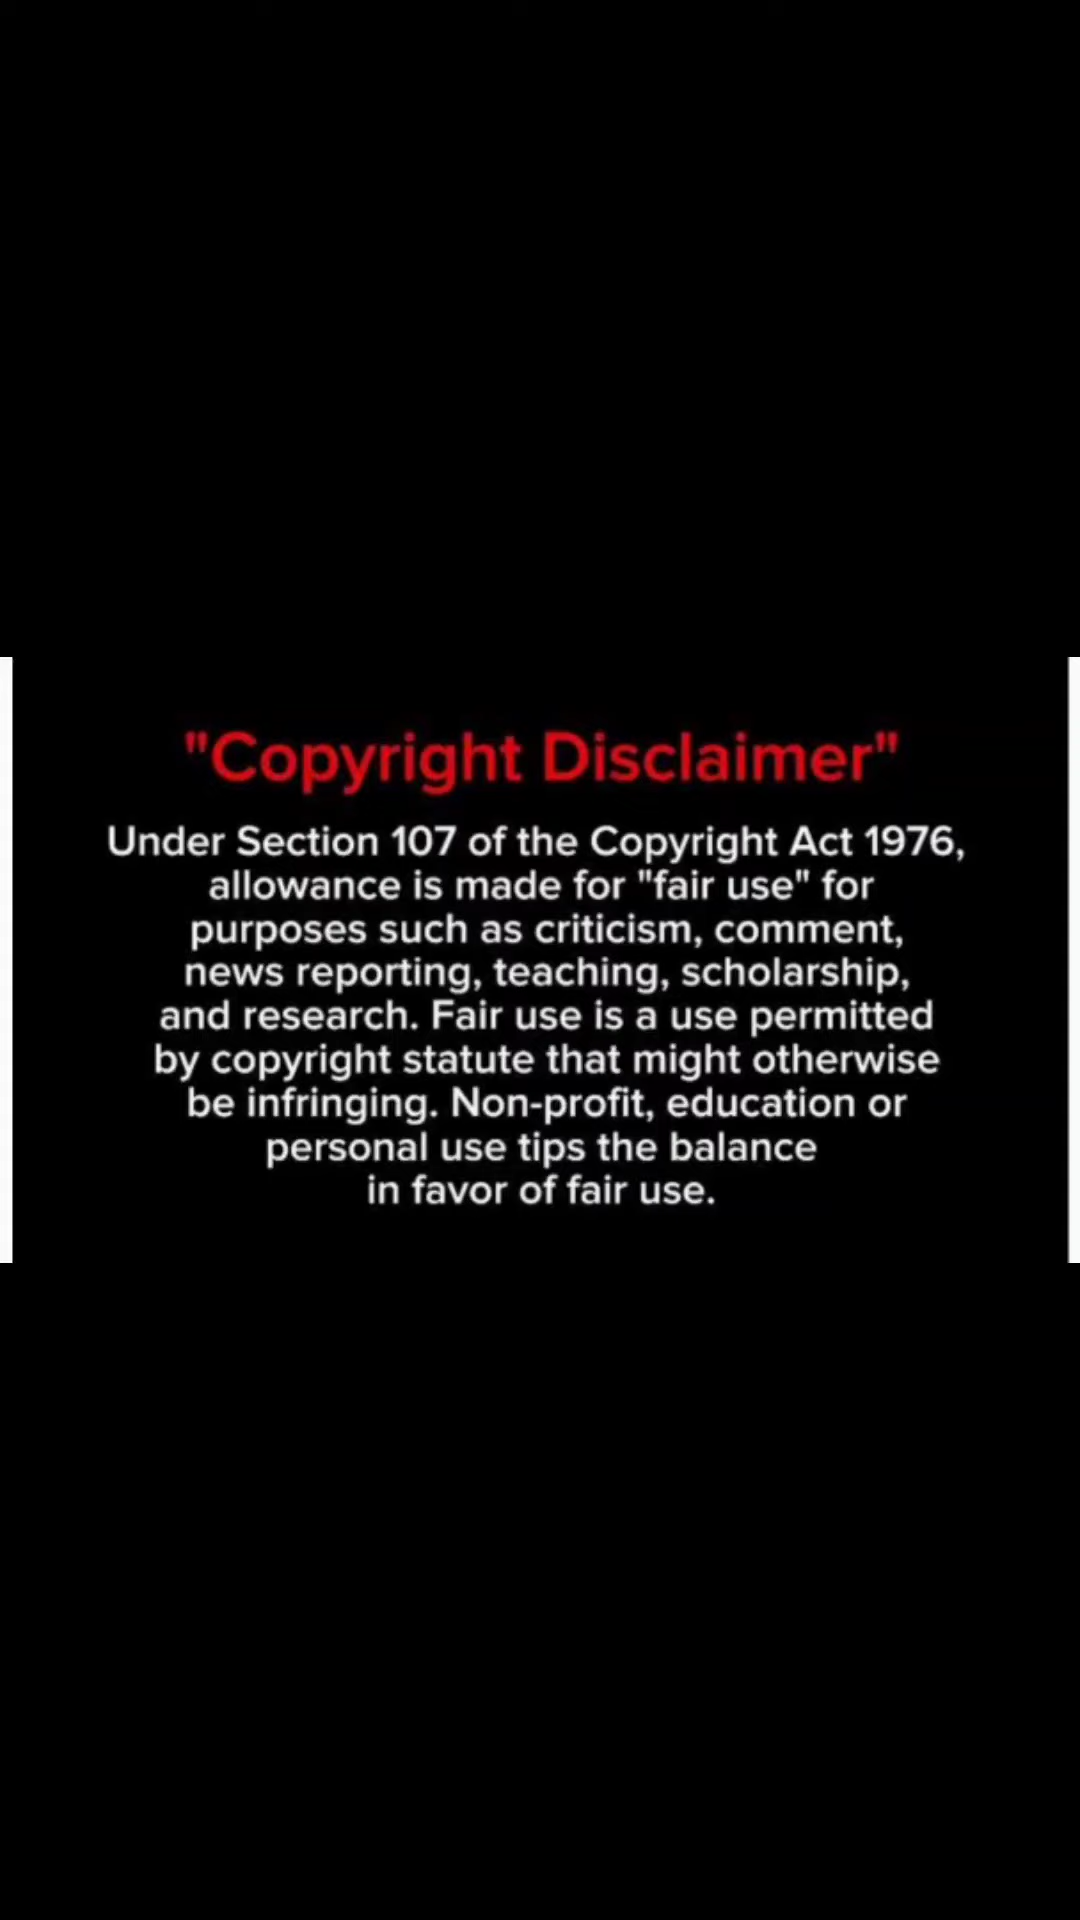 "Copyright Disclaimer"
Under Section 107 of the Copyright Act 1976,
allowance is made for "fair use" for
purposes such as criticism, comment,
news reporting, teaching, scholarship,
and research. Fair use is a use permitted
by copyright statute that might otherwise
be infringing. Non-profit, education or
personal use tips the balance
in favor of fair use.